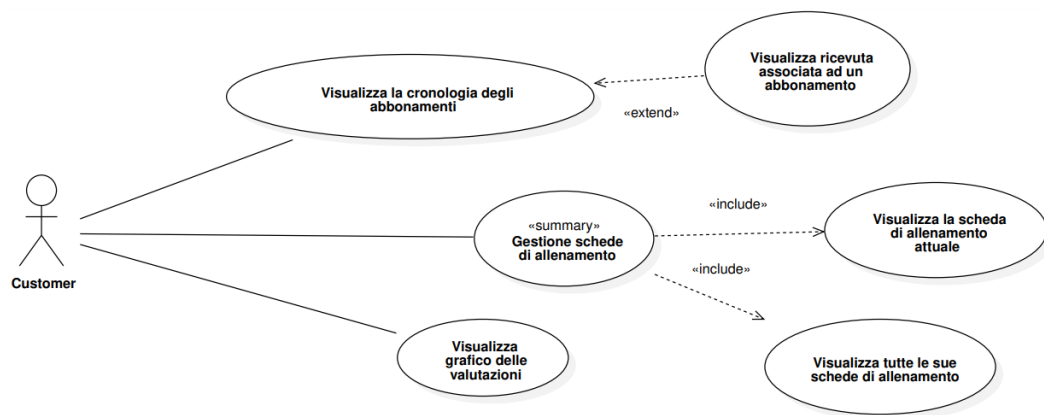 Visualizza la cronologia degli
abbonamenti
Visualizza ricevuta
associata ad un
abbonamento
«extend»
Customer
«summary»
Gestione schede
di allenamento
«include»
Visualizza la scheda
di allenamento
attuale
«include»
Visualizza tutte le sue
schede di allenamento
Visualizza
grafico delle
valutazioni